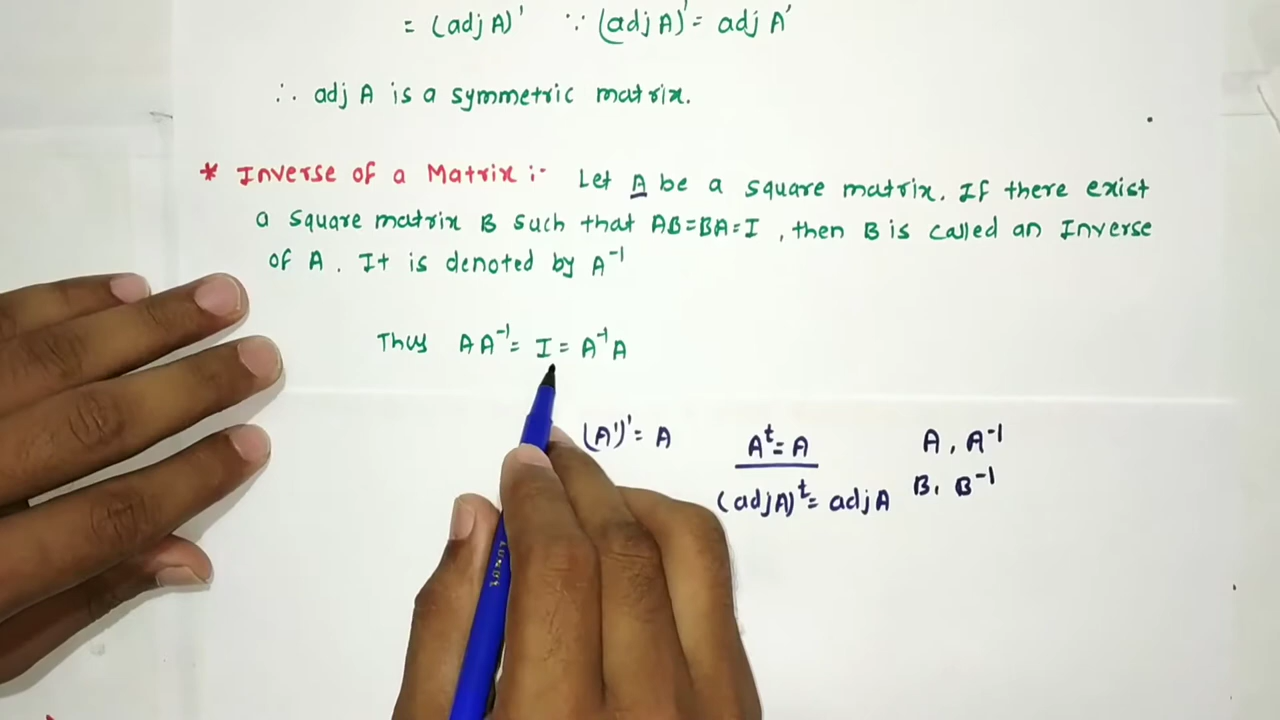 = (adj A)' ∵ (adj A)' = adj A'
∴ adj A is a symmetric matrix.
* Inverse of a Matrix :- Let A be a square matrix. If there exist
a square matrix B such that AB=BA=I , then B is called an Inverse
of A. It is denoted by A⁻¹
Thus AA⁻¹ = I = A⁻¹A
(A')' = A
Aᵗ = A
(adjA)ᵗ = adjA
A, A⁻¹
B, B⁻¹